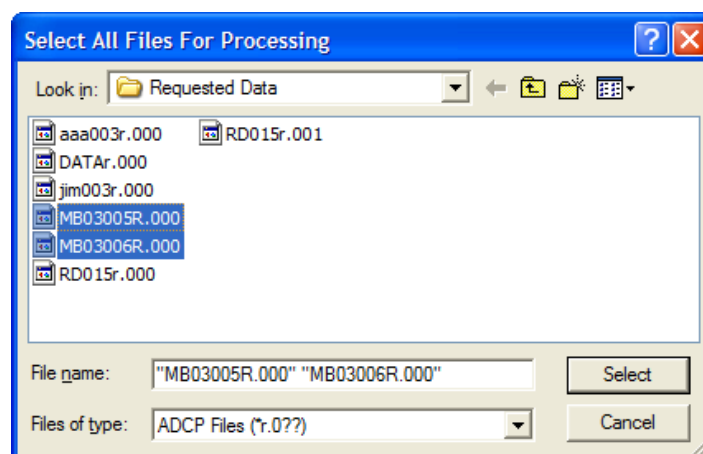 Select All Files For Processing
Look in: Requested Data
aaa003r.000
DATAr.000
jim003r.000
MB03005R.000
MB03006R.000
RD015r.000
RD015r.001
File name: "MB03005R.000" "MB03006R.000"
Select
Files of type: ADCP Files (*r.0??)
Cancel